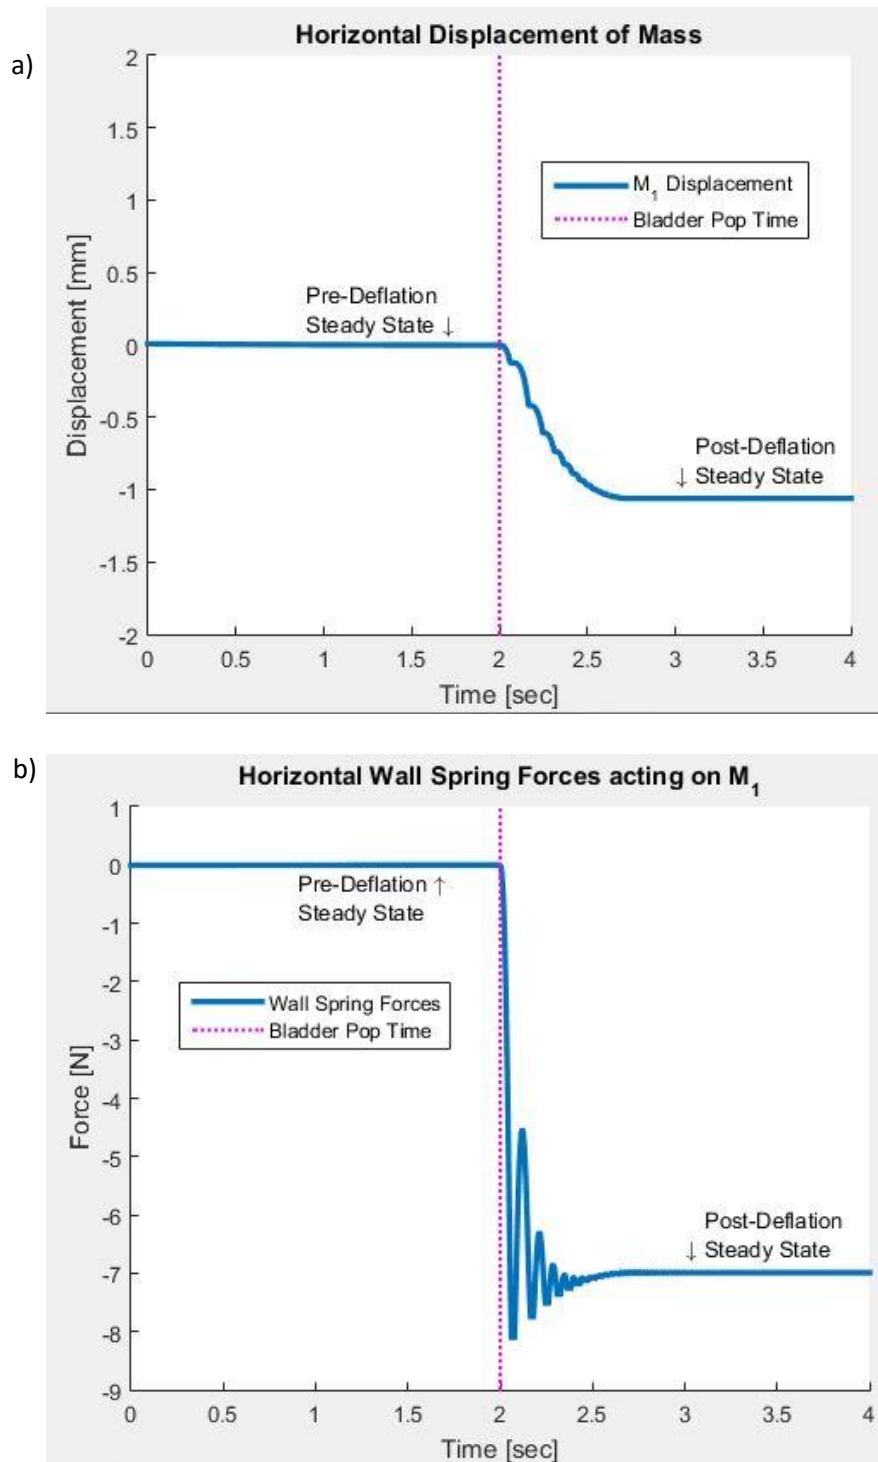 a)
Horizontal Displacement of Mass
2
1.5
1
0.5
0
-0.5
-1
-1.5
-2
Displacement [mm]
M1 Displacement
Bladder Pop Time
Pre-Deflation
Steady State ↓
Post-Deflation
↓ Steady State
0 0.5 1 1.5 2 2.5 3 3.5 4
Time [sec]
b)
Horizontal Wall Spring Forces acting on M1
1
0
-1
-2
-3
-4
-5
-6
-7
-8
-9
Force [N]
Pre-Deflation ↑
Steady State
Wall Spring Forces
Bladder Pop Time
Post-Deflation
↓ Steady State
0 0.5 1 1.5 2 2.5 3 3.5 4
Time [sec]